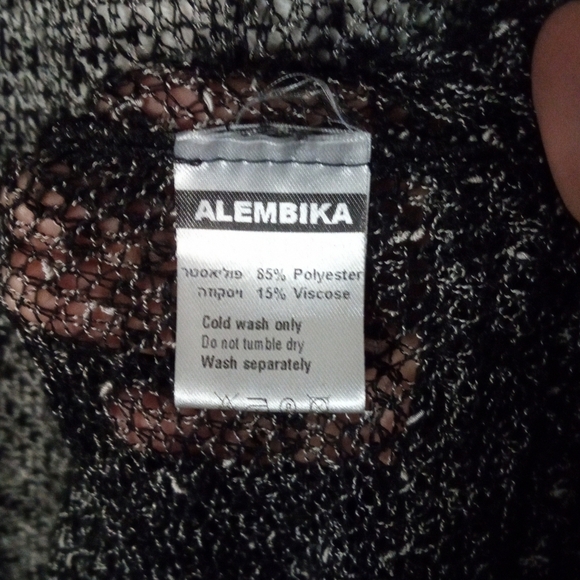 ALEMBIKA
פוליאסטר 85% Polyester
ויסקוזה 15% Viscose
Cold wash only
Do not tumble dry
Wash separately